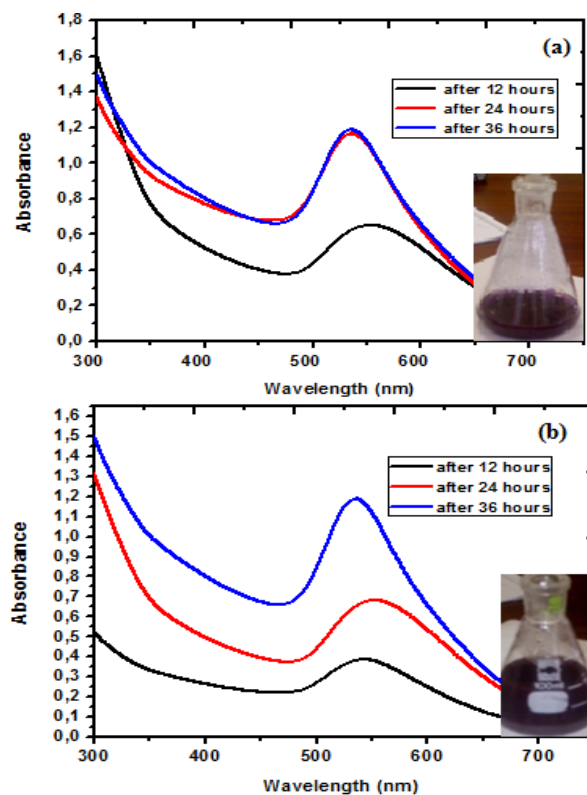 (a)
1,8
1,6
1,4
1,2
1,0
0,8
0,6
0,4
0,2
0,0
Absorbance
after 12 hours
after 24 hours
after 36 hours
300 400 500 600 700
Wavelength (nm)
(b)
1,6
1,5
1,4
1,3
1,2
1,1
1,0
0,9
0,8
0,7
0,6
0,5
0,4
0,3
0,2
0,1
0,0
Absorbance
after 12 hours
after 24 hours
after 36 hours
300 400 500 600 700
Wavelength (nm)